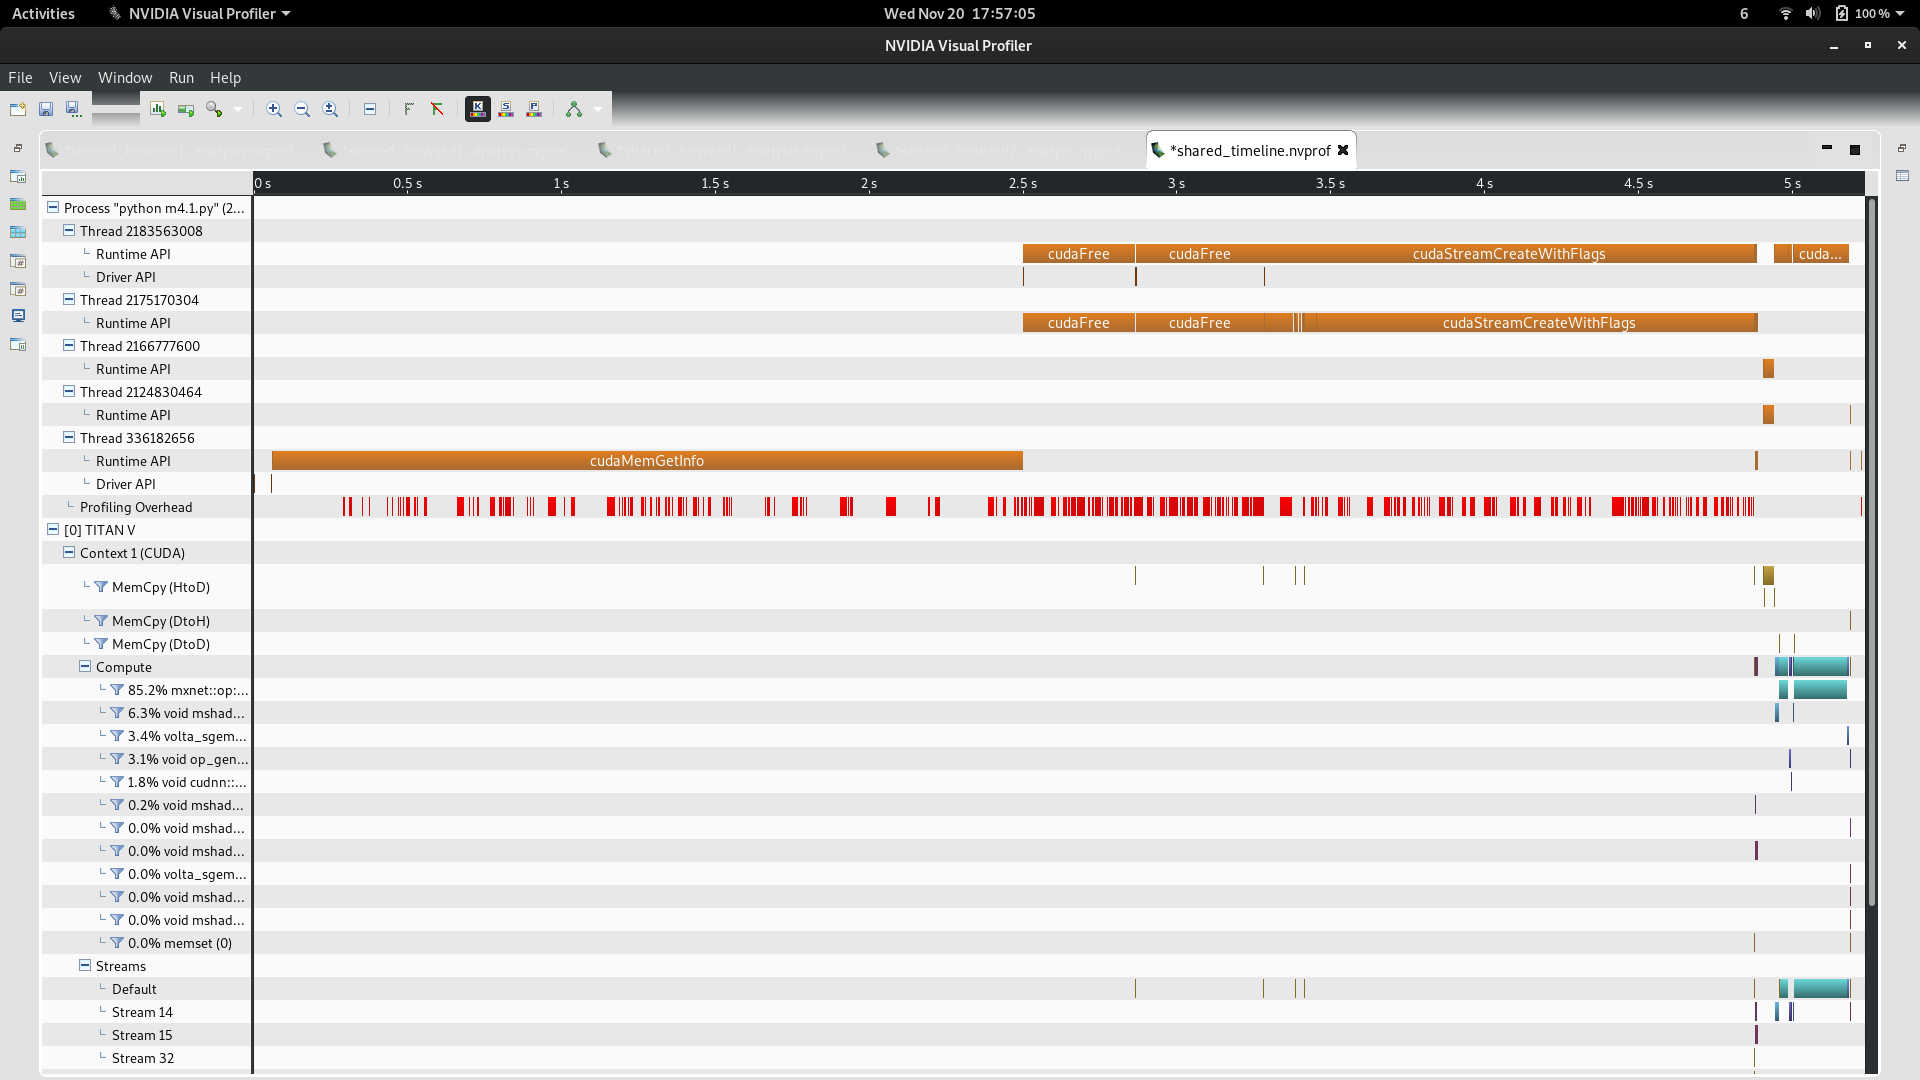 Activities NVIDIA Visual Profiler Wed Nov 20 17:57:05 6 100 %
NVIDIA Visual Profiler
File View Window Run Help
*shared_forward1_analysis.nvprof *shared_forward2_analyss.nvprof *shared_forward1_analysis.nvprof *shared_forward2_analyss.nvprof *shared_timeline.nvprof
0 s 0.5 s 1 s 1.5 s 2 s 2.5 s 3 s 3.5 s 4 s 4.5 s 5 s
Process "python m4.1.py" (2...
Thread 2183563008
Runtime API cudaFree cudaFree cudaStreamCreateWithFlags cuda...
Driver API
Thread 2175170304
Runtime API cudaFree cudaFree cudaStreamCreateWithFlags
Thread 2166777600
Runtime API
Thread 2124830464
Runtime API
Thread 336182656
Runtime API cudaMemGetInfo
Driver API
Profiling Overhead
[0] TITAN V
Context 1 (CUDA)
MemCpy (HtoD)
MemCpy (DtoH)
MemCpy (DtoD)
Compute
85.2% mxnet::op:...
6.3% void mshad...
3.4% volta_sgem...
3.1% void op_gen...
1.8% void cudnn::...
0.2% void mshad...
0.0% void mshad...
0.0% void mshad...
0.0% volta_sgem...
0.0% void mshad...
0.0% void mshad...
0.0% memset (0)
Streams
Default
Stream 14
Stream 15
Stream 32